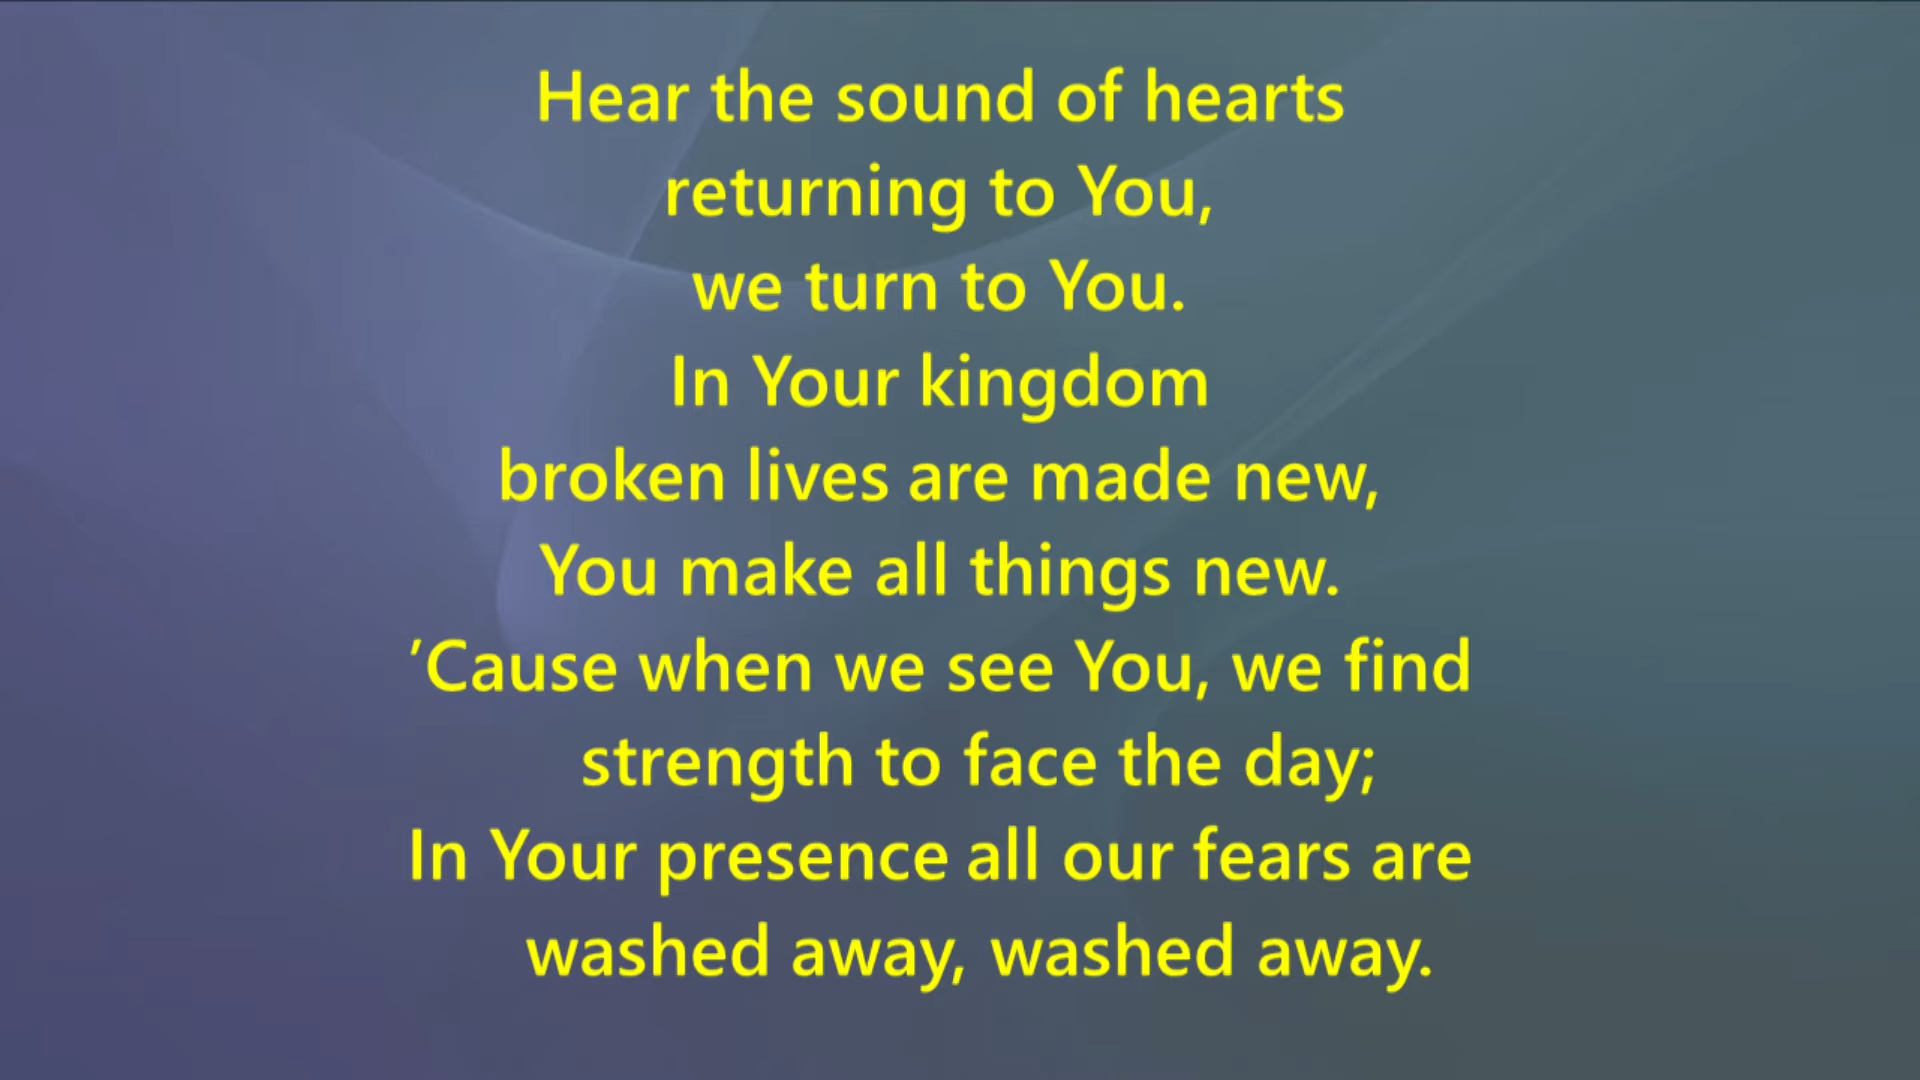 Hear the sound of hearts
returning to You,
we turn to You.
In Your kingdom
broken lives are made new,
You make all things new.
’Cause when we see You, we find
strength to face the day;
In Your presence all our fears are
washed away, washed away.